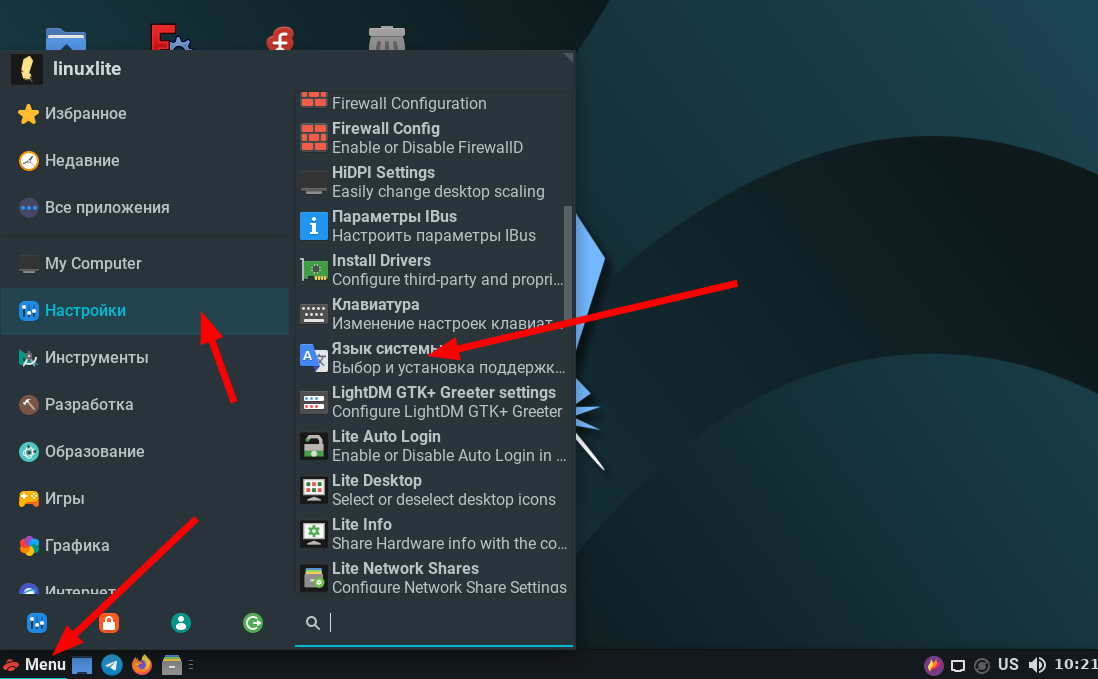 linuxlite
Избранное
Недавние
Все приложения
My Computer
Настройки
Инструменты
Разработка
Образование
Игры
Графика
Интернет
Firewall Configuration
Firewall Config
Enable or Disable FirewallD
HiDPI Settings
Easily change desktop scaling
Параметры IBus
Настроить параметры IBus
Install Drivers
Configure third-party and propri...
Клавиатура
Изменение настроек клавиат...
Язык системы
Выбор и установка поддержк...
LightDM GTK+ Greeter settings
Configure LightDM GTK+ Greeter
Lite Auto Login
Enable or Disable Auto Login in ...
Lite Desktop
Select or deselect desktop icons
Lite Info
Share Hardware info with the co...
Lite Network Shares
Configure Network Share Settings
Menu
US
10:21